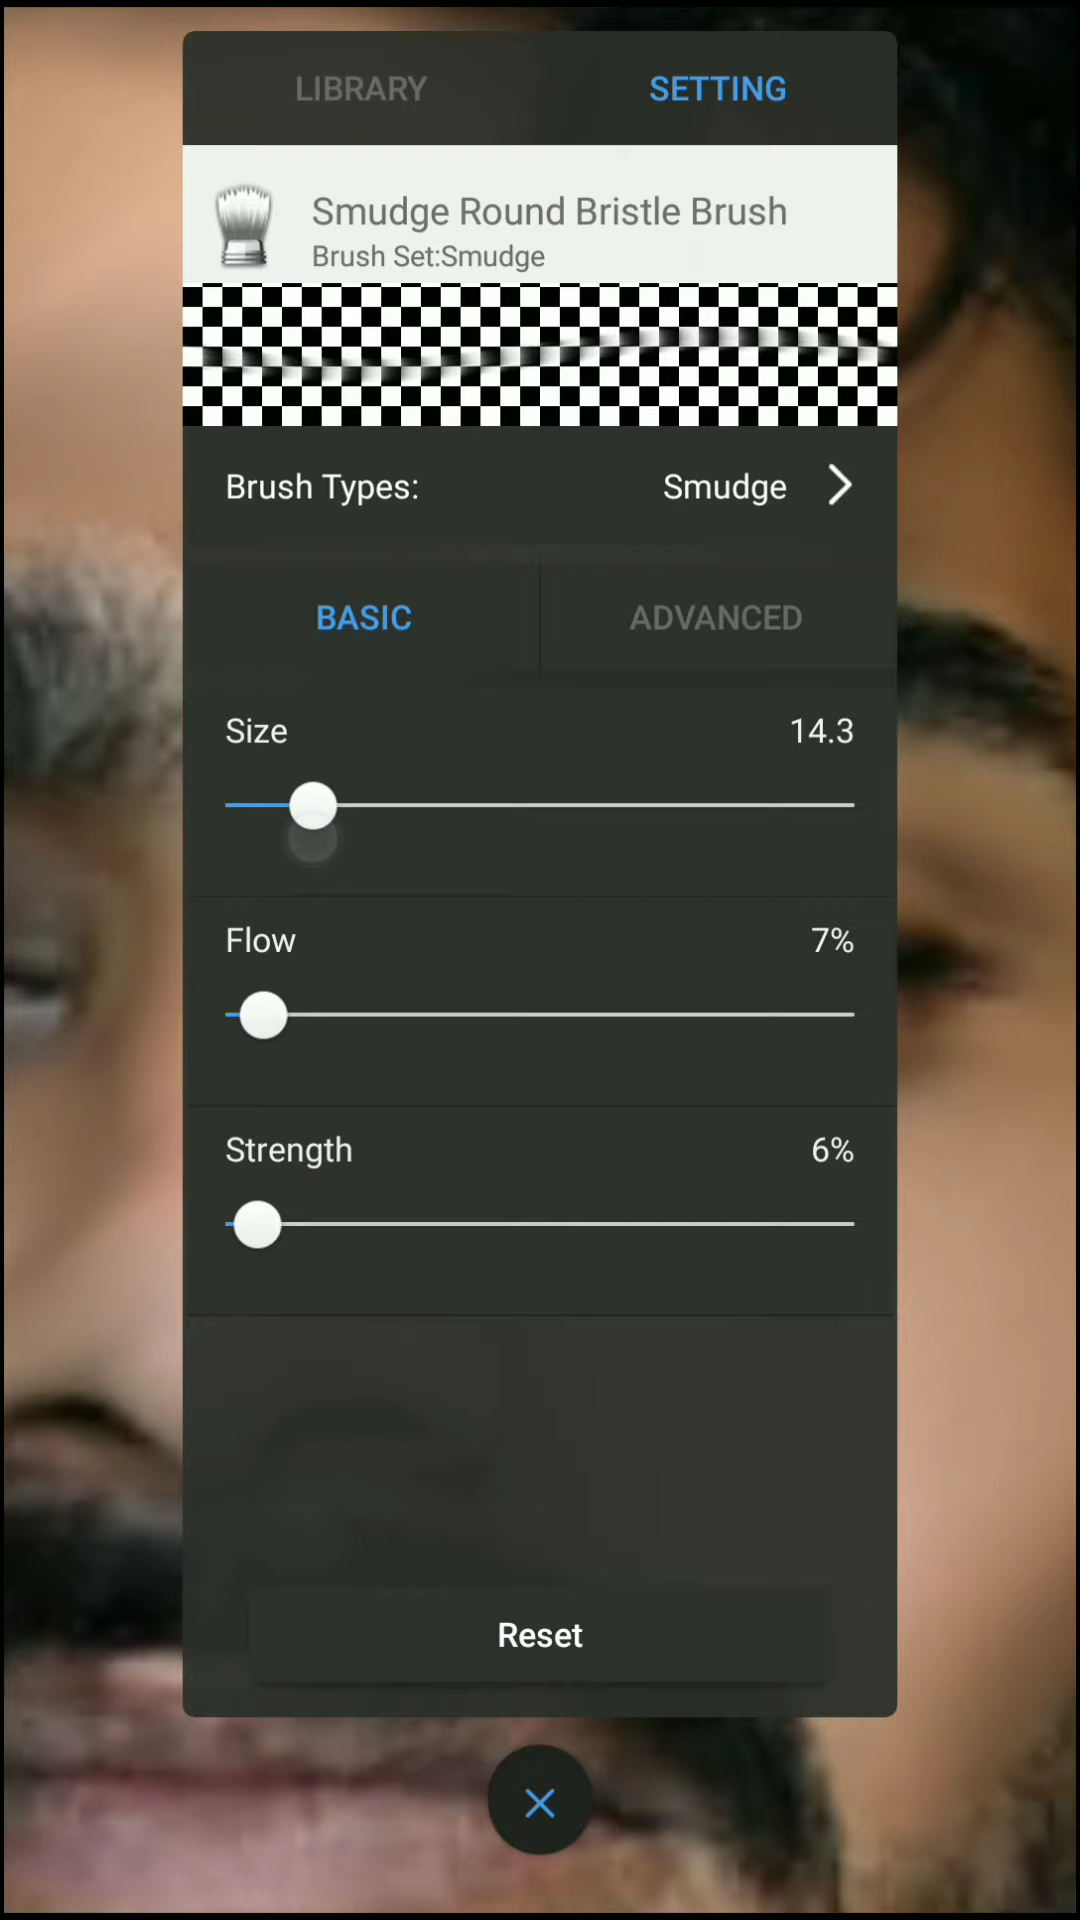 LIBRARY SETTING
Smudge Round Bristle Brush
Brush Set:Smudge
Brush Types: Smudge
BASIC ADVANCED
Size 14.3
Flow 7%
Strength 6%
Reset